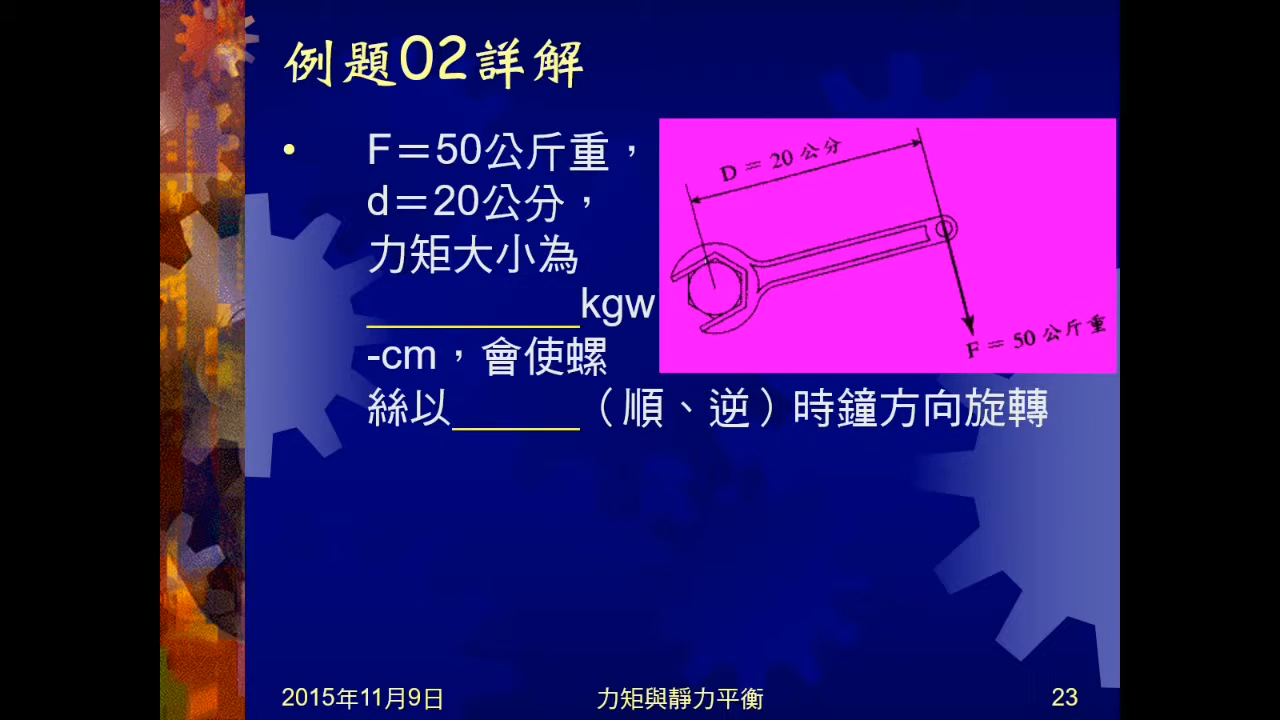 例題02詳解
• F＝50公斤重，
d＝20公分，
力矩大小為
__________kgw
-cm，會使螺
絲以______（順、逆）時鐘方向旋轉
D = 20 公分
F = 50 公斤重
2015年11月9日
力矩與靜力平衡
23